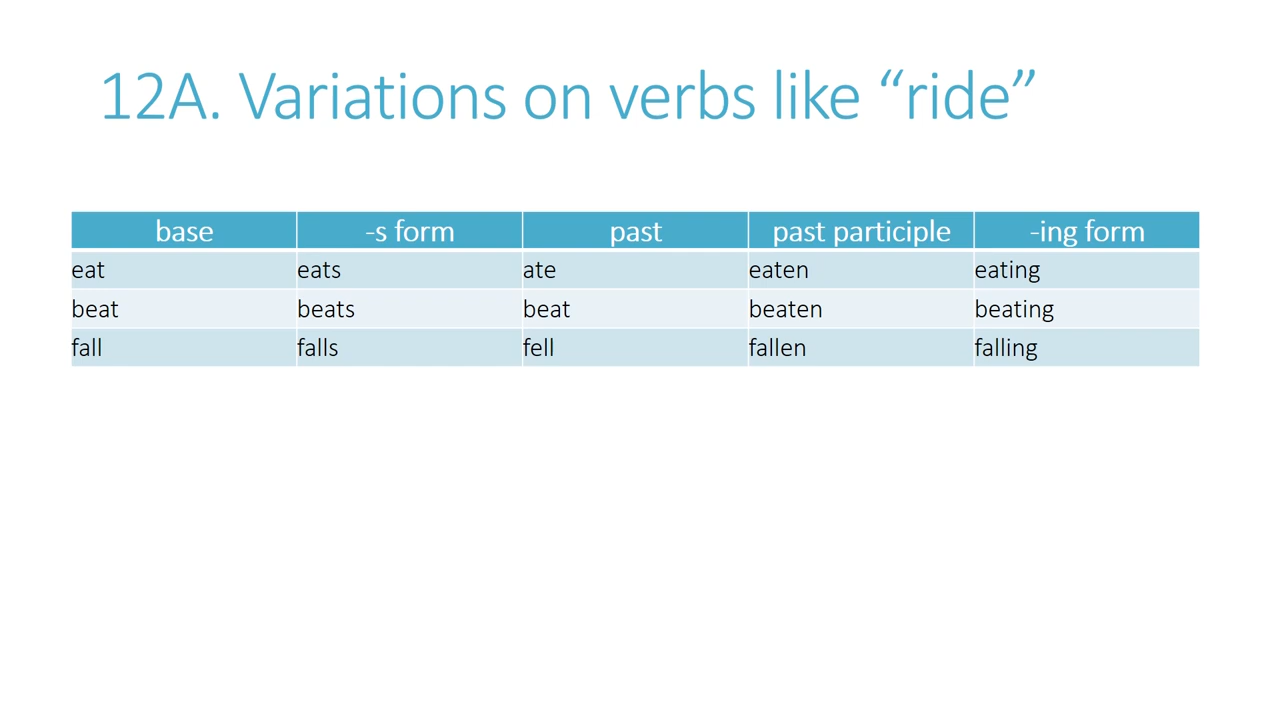 12A. Variations on verbs like “ride”
base -s form past past participle -ing form
eat eats ate eaten eating
beat beats beat beaten beating
fall falls fell fallen falling